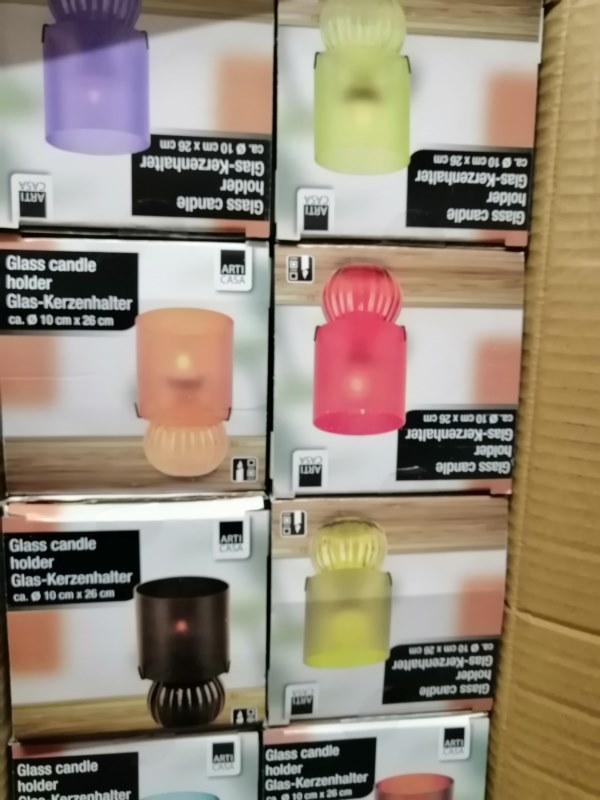 Glass candle
holder
Glas-Kerzenhalter
ca. Ø 10 cm x 26 cm
ARTI
CASA
Glass candle
holder
Glas-Kerzenhalter
ca. Ø 10 cm x 26 cm
ARTI
CASA
Glass candle
holder
Glas-Kerzenhalter
ca. Ø 10 cm x 26 cm
ARTI
CASA
Glass candle
holder
Glas-Kerzenhalter
ca. Ø 10 cm x 26 cm
ARTI
CASA
Glass candle
holder
Glas-Kerzenhalter
ca. Ø 10 cm x 26 cm
ARTI
CASA
Glass candle
holder
Glas-Kerzenhalter
ca. Ø 10 cm x 26 cm
ARTI
CASA
Glass candle
holder
Glas-Kerzenhalter
ARTI
CASA
Glass candle
holder
Glas-Kerzenhalter
ca. Ø 10 cm x 26 cm
ARTI
CASA